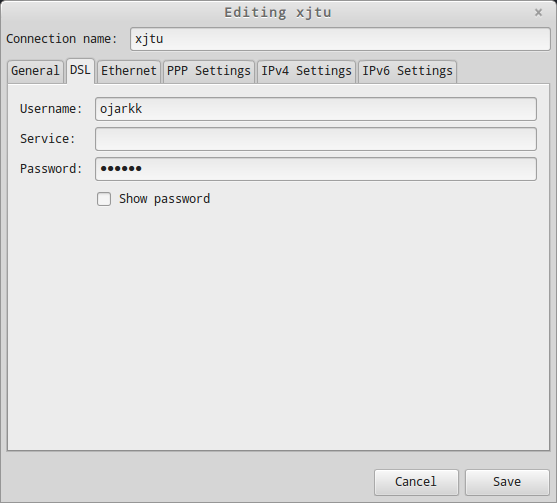 Editing xjtu
Connection name: xjtu
General DSL Ethernet PPP Settings IPv4 Settings IPv6 Settings
Username: ojarkk
Service:
Password: ●●●●●●
Show password
Cancel Save